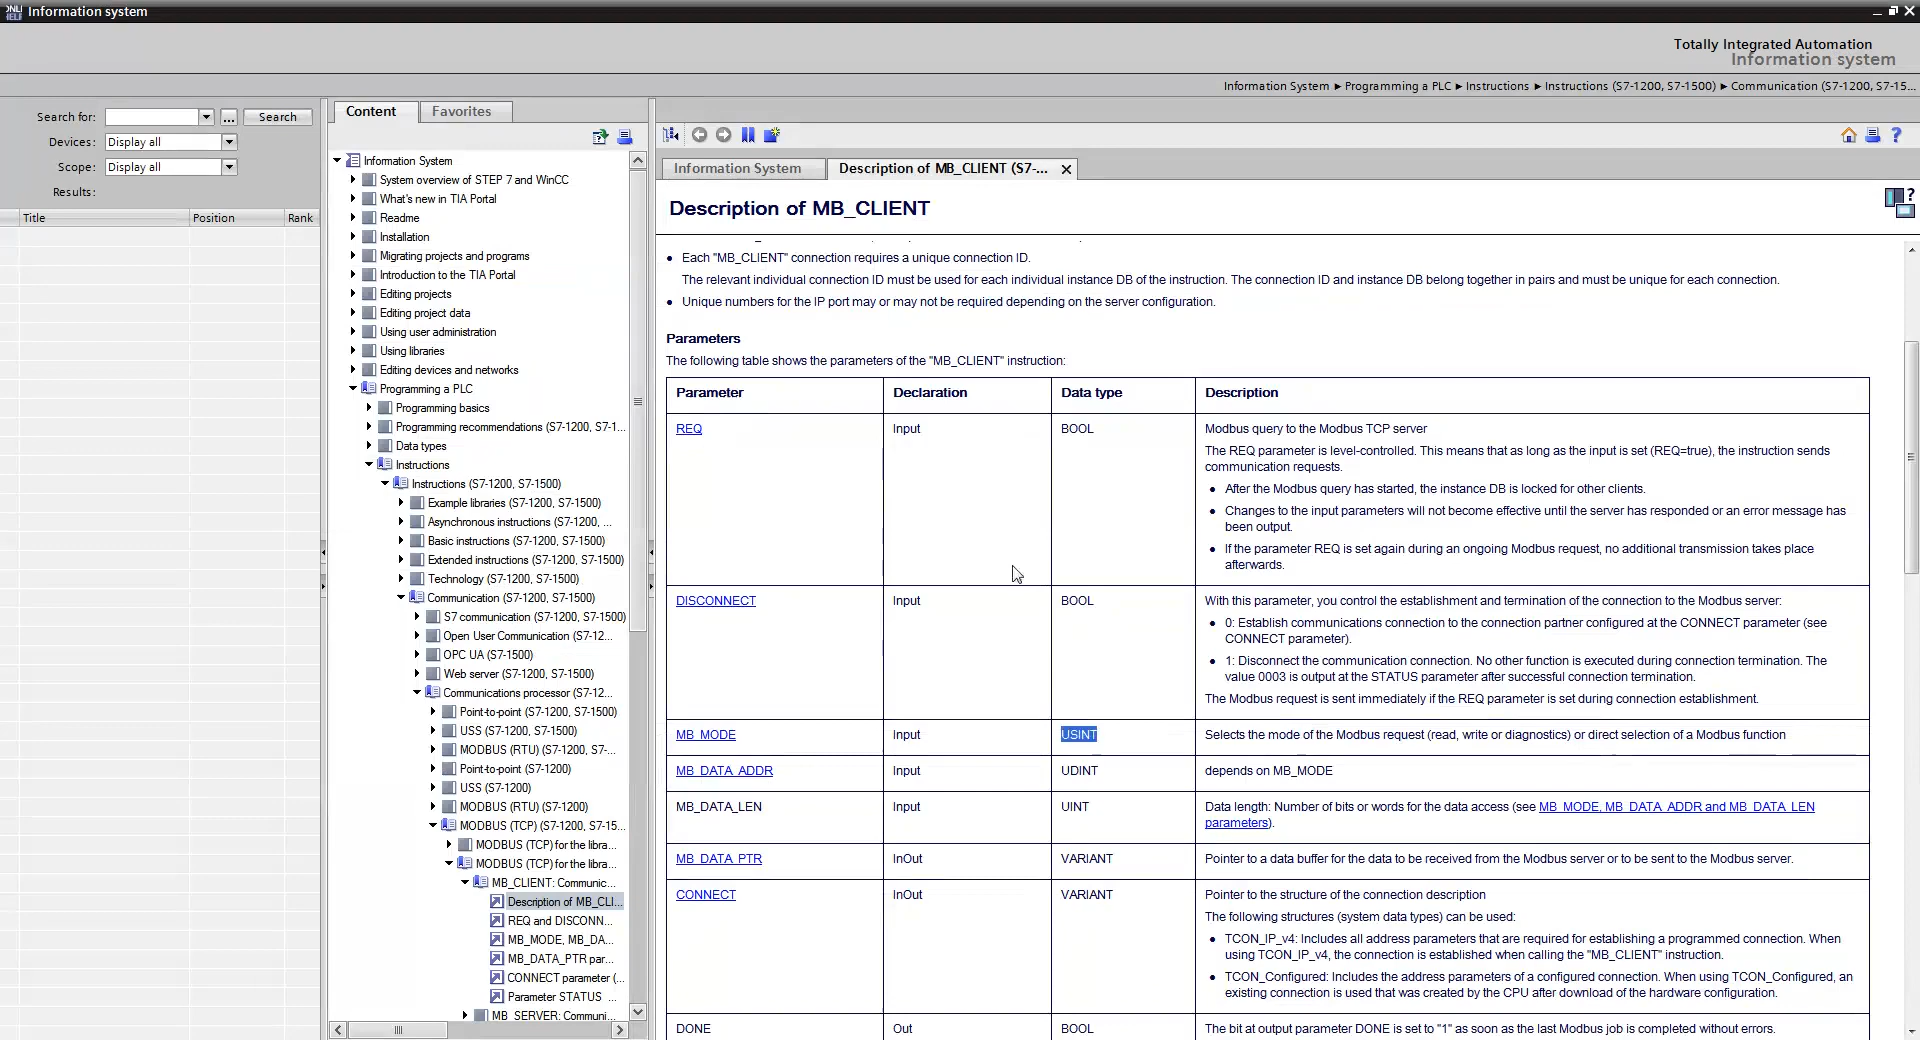 Information system
Totally Integrated Automation
Information system
Information System ▸ Programming a PLC ▸ Instructions ▸ Instructions (S7-1200, S7-1500) ▸ Communication (S7-1200, S7-15...
Search for:
...
Search
Devices:
Display all
Scope:
Display all
Results:
Title Position Rank
Content Favorites
Information System
System overview of STEP 7 and WinCC
What's new in TIA Portal
Readme
Installation
Migrating projects and programs
Introduction to the TIA Portal
Editing projects
Editing project data
Using user administration
Using libraries
Editing devices and networks
Programming a PLC
Programming basics
Programming recommendations (S7-1200, S7-1...
Data types
Instructions
Instructions (S7-1200, S7-1500)
Example libraries (S7-1200, S7-1500)
Asynchronous instructions (S7-1200, ...
Basic instructions (S7-1200, S7-1500)
Extended instructions (S7-1200, S7-1500)
Technology (S7-1200, S7-1500)
Communication (S7-1200, S7-1500)
S7 communication (S7-1200, S7-1500)
Open User Communication (S7-12...
OPC UA (S7-1500)
Web server (S7-1200, S7-1500)
Communications processor (S7-12...
Point-to-point (S7-1200, S7-1500)
USS (S7-1200, S7-1500)
MODBUS (RTU) (S7-1200, S7-...
Point-to-point (S7-1200)
USS (S7-1200)
MODBUS (RTU) (S7-1200)
MODBUS (TCP) (S7-1200, S7-15...
MODBUS (TCP) for the libra...
MODBUS (TCP) for the libra...
MB_CLIENT: Communic...
Description of MB_CLI...
REQ and DISCONN...
MB_MODE, MB_DA...
MB_DATA_PTR par...
CONNECT parameter (...
Parameter STATUS ...
MB_SERVER: Communi...
Information System
Description of MB_CLIENT (S7-...
Description of MB_CLIENT
• Each "MB_CLIENT" connection requires a unique connection ID.
The relevant individual connection ID must be used for each individual instance DB of the instruction. The connection ID and instance DB belong together in pairs and must be unique for each connection.
• Unique numbers for the IP port may or may not be required depending on the server configuration.
Parameters
The following table shows the parameters of the "MB_CLIENT" instruction:
Parameter Declaration Data type Description
REQ Input BOOL Modbus query to the Modbus TCP server
The REQ parameter is level-controlled. This means that as long as the input is set (REQ=true), the instruction sends
communication requests.
• After the Modbus query has started, the instance DB is locked for other clients.
• Changes to the input parameters will not become effective until the server has responded or an error message has
been output.
• If the parameter REQ is set again during an ongoing Modbus request, no additional transmission takes place
afterwards.
DISCONNECT Input BOOL With this parameter, you control the establishment and termination of the connection to the Modbus server:
• 0: Establish communications connection to the connection partner configured at the CONNECT parameter (see
CONNECT parameter).
• 1: Disconnect the communication connection. No other function is executed during connection termination. The
value 0003 is output at the STATUS parameter after successful connection termination.
The Modbus request is sent immediately if the REQ parameter is set during connection establishment.
MB_MODE Input USINT Selects the mode of the Modbus request (read, write or diagnostics) or direct selection of a Modbus function
MB_DATA_ADDR Input UDINT depends on MB_MODE
MB_DATA_LEN Input UINT Data length: Number of bits or words for the data access (see MB_MODE, MB_DATA_ADDR and MB_DATA_LEN
parameters).
MB_DATA_PTR InOut VARIANT Pointer to a data buffer for the data to be received from the Modbus server or to be sent to the Modbus server.
CONNECT InOut VARIANT Pointer to the structure of the connection description
The following structures (system data types) can be used:
• TCON_IP_v4: Includes all address parameters that are required for establishing a programmed connection. When
using TCON_IP_v4, the connection is established when calling the "MB_CLIENT" instruction.
• TCON_Configured: Includes the address parameters of a configured connection. When using TCON_Configured, an
existing connection is used that was created by the CPU after download of the hardware configuration.
DONE Out BOOL The bit at output parameter DONE is set to "1" as soon as the last Modbus job is completed without errors.